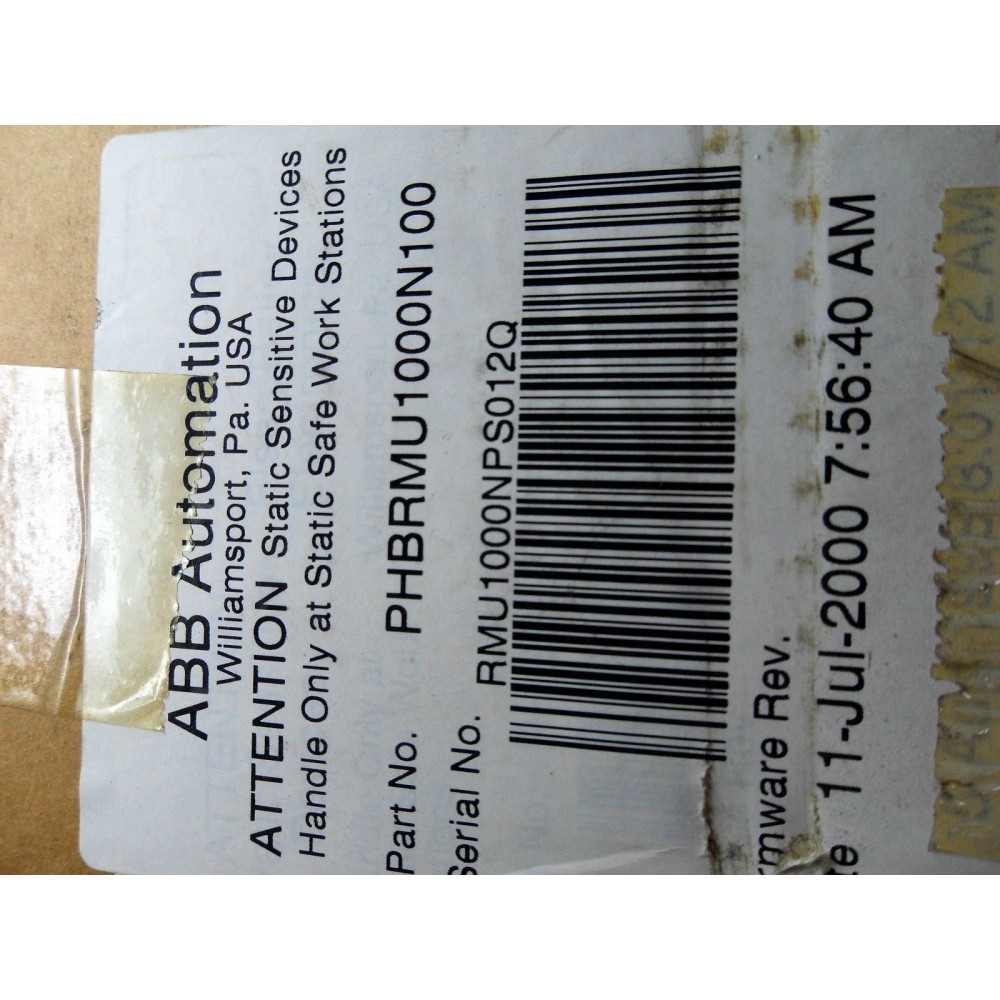 ABB Automation
Williamsport, Pa. USA
ATTENTION Static Sensitive Devices
Handle Only at Static Safe Work Stations
Part No. PHBRMU1000N100
Serial No. RMU1000NPS012Q
rmware Rev.
te 11-Jul-2000 7:56:40 AM